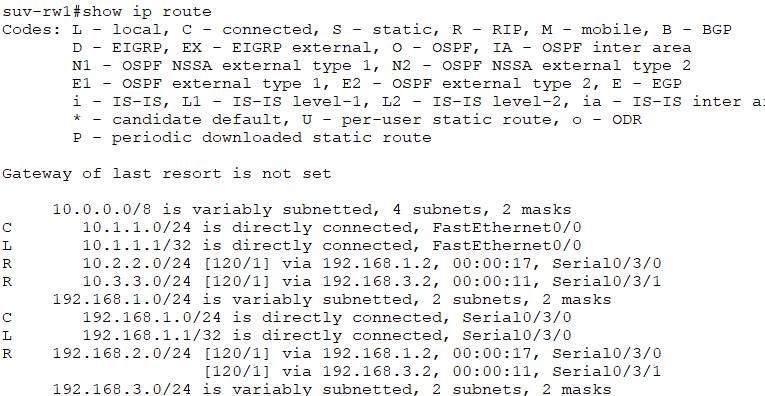 suv-rw1#show ip route
Codes: L - local, C - connected, S - static, R - RIP, M - mobile, B - BGP
D - EIGRP, EX - EIGRP external, O - OSPF, IA - OSPF inter area
N1 - OSPF NSSA external type 1, N2 - OSPF NSSA external type 2
E1 - OSPF external type 1, E2 - OSPF external type 2, E - EGP
i - IS-IS, L1 - IS-IS level-1, L2 - IS-IS level-2, ia - IS-IS inter a
* - candidate default, U - per-user static route, o - ODR
P - periodic downloaded static route
Gateway of last resort is not set
10.0.0.0/8 is variably subnetted, 4 subnets, 2 masks
C 10.1.1.0/24 is directly connected, FastEthernet0/0
L 10.1.1.1/32 is directly connected, FastEthernet0/0
R 10.2.2.0/24 [120/1] via 192.168.1.2, 00:00:17, Serial0/3/0
R 10.3.3.0/24 [120/1] via 192.168.3.2, 00:00:11, Serial0/3/1
192.168.1.0/24 is variably subnetted, 2 subnets, 2 masks
C 192.168.1.0/24 is directly connected, Serial0/3/0
L 192.168.1.1/32 is directly connected, Serial0/3/0
R 192.168.2.0/24 [120/1] via 192.168.1.2, 00:00:17, Serial0/3/0
[120/1] via 192.168.3.2, 00:00:11, Serial0/3/1
192.168.3.0/24 is variably subnetted, 2 subnets, 2 masks